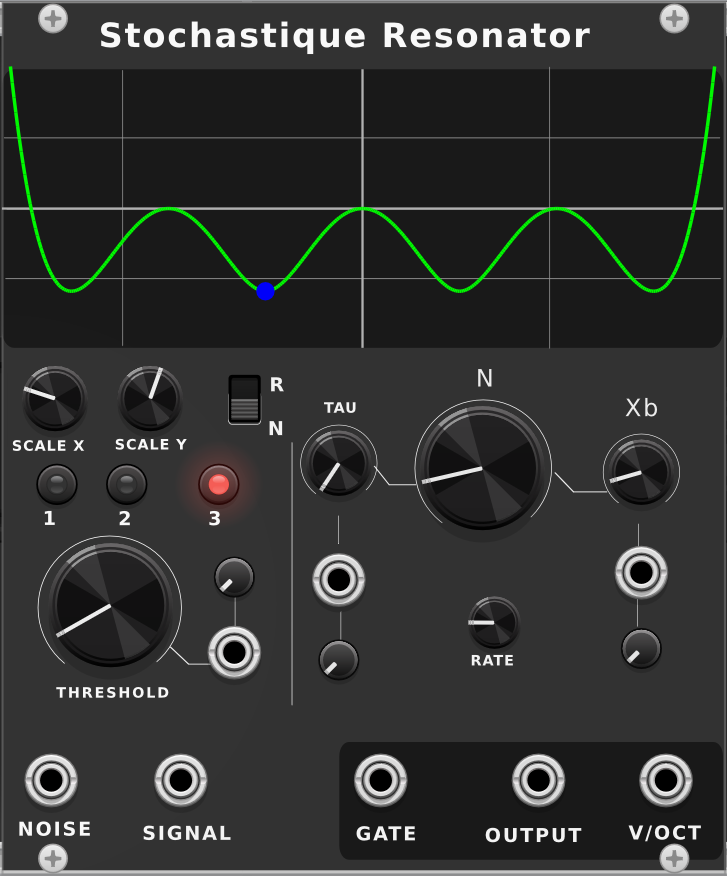 Stochastique Resonator
R
N
SCALE X
SCALE Y
TAU
N
Xb
1
2
3
THRESHOLD
RATE
NOISE
SIGNAL
GATE
OUTPUT
V/OCT